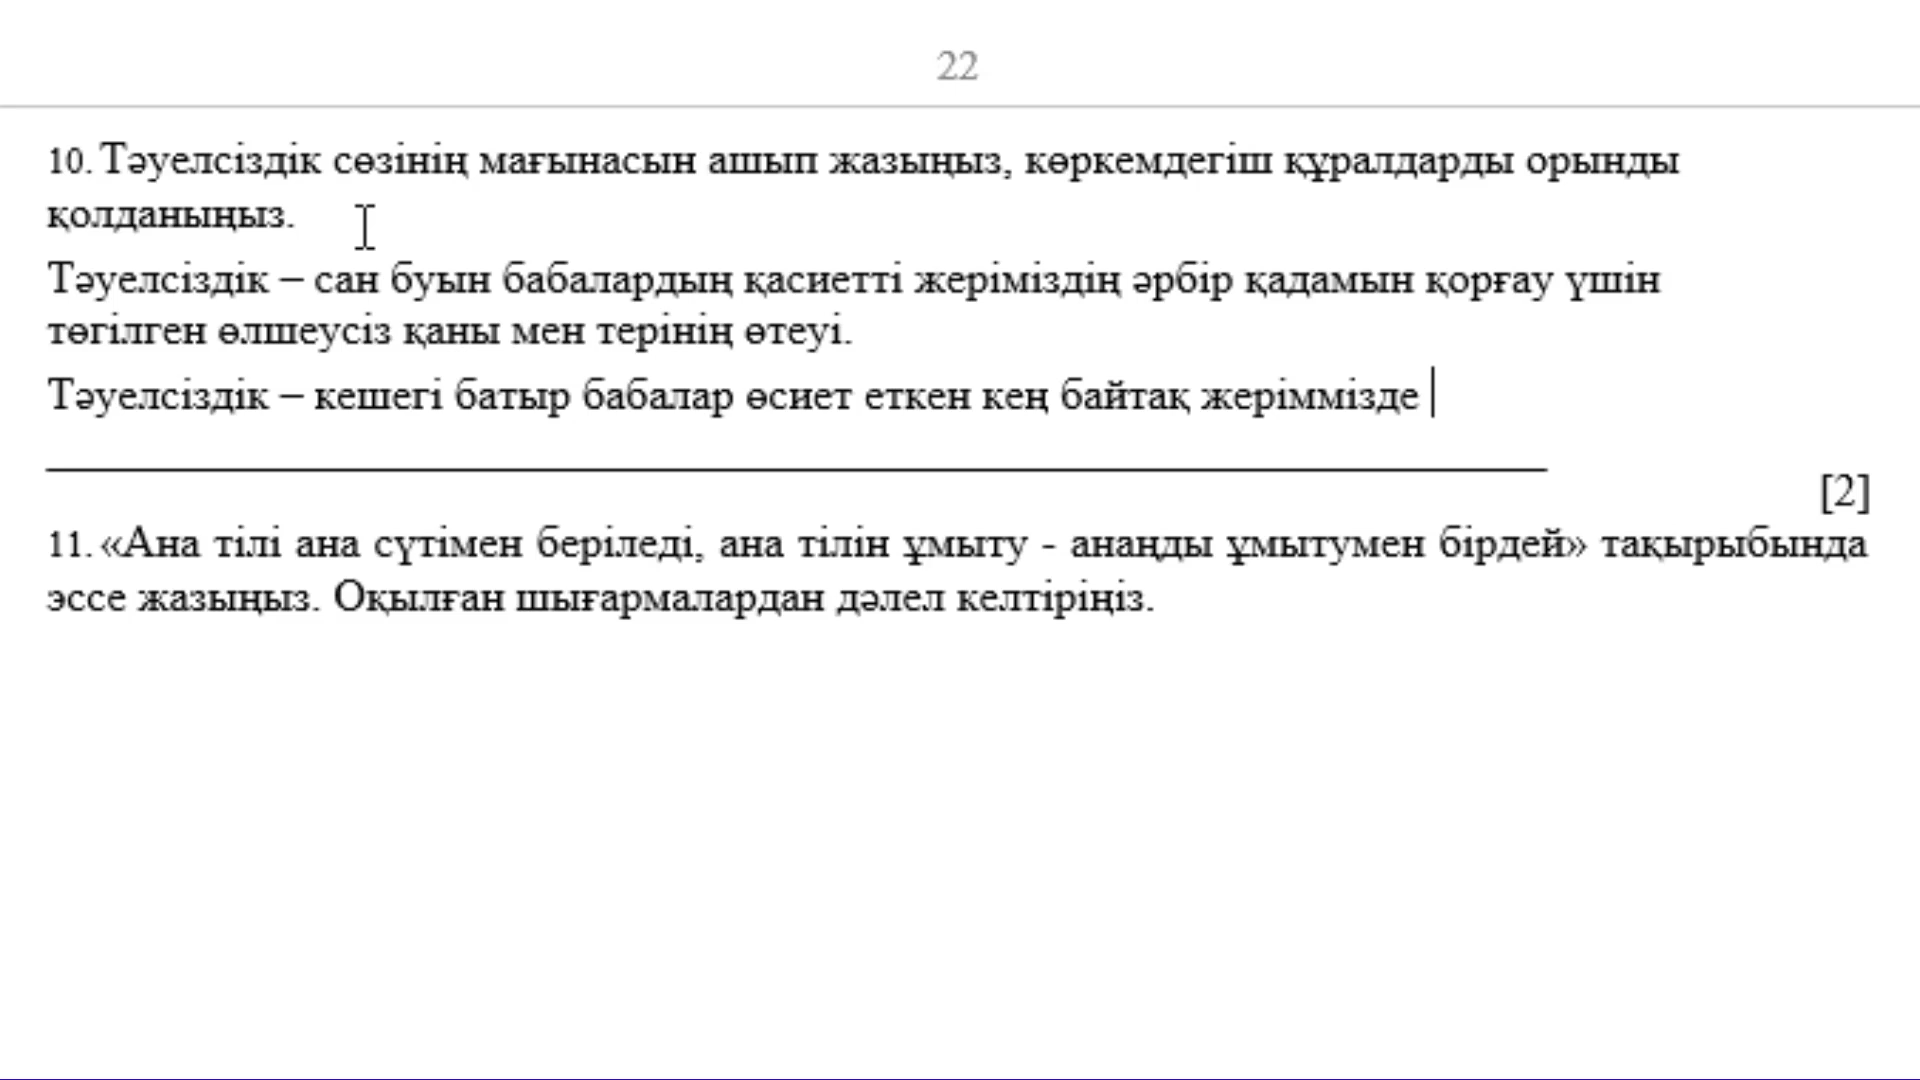 22
10. Тәуелсіздік сөзінің мағынасын ашып жазыңыз, көркемдегіш құралдарды орынды
қолданыңыз.
Тәуелсіздік – сан буын бабалардың қасиетті жеріміздің әрбір қадамын қорғау үшін
төгілген өлшеусіз қаны мен терінің өтеуі.
Тәуелсіздік – кешегі батыр бабалар өсиет еткен кең байтақ жеріммізде
[2]
11. «Ана тілі ана сүтімен беріледі, ана тілін ұмыту - анаңды ұмытумен бірдей» тақырыбында
эссе жазыңыз. Оқылған шығармалардан дәлел келтіріңіз.